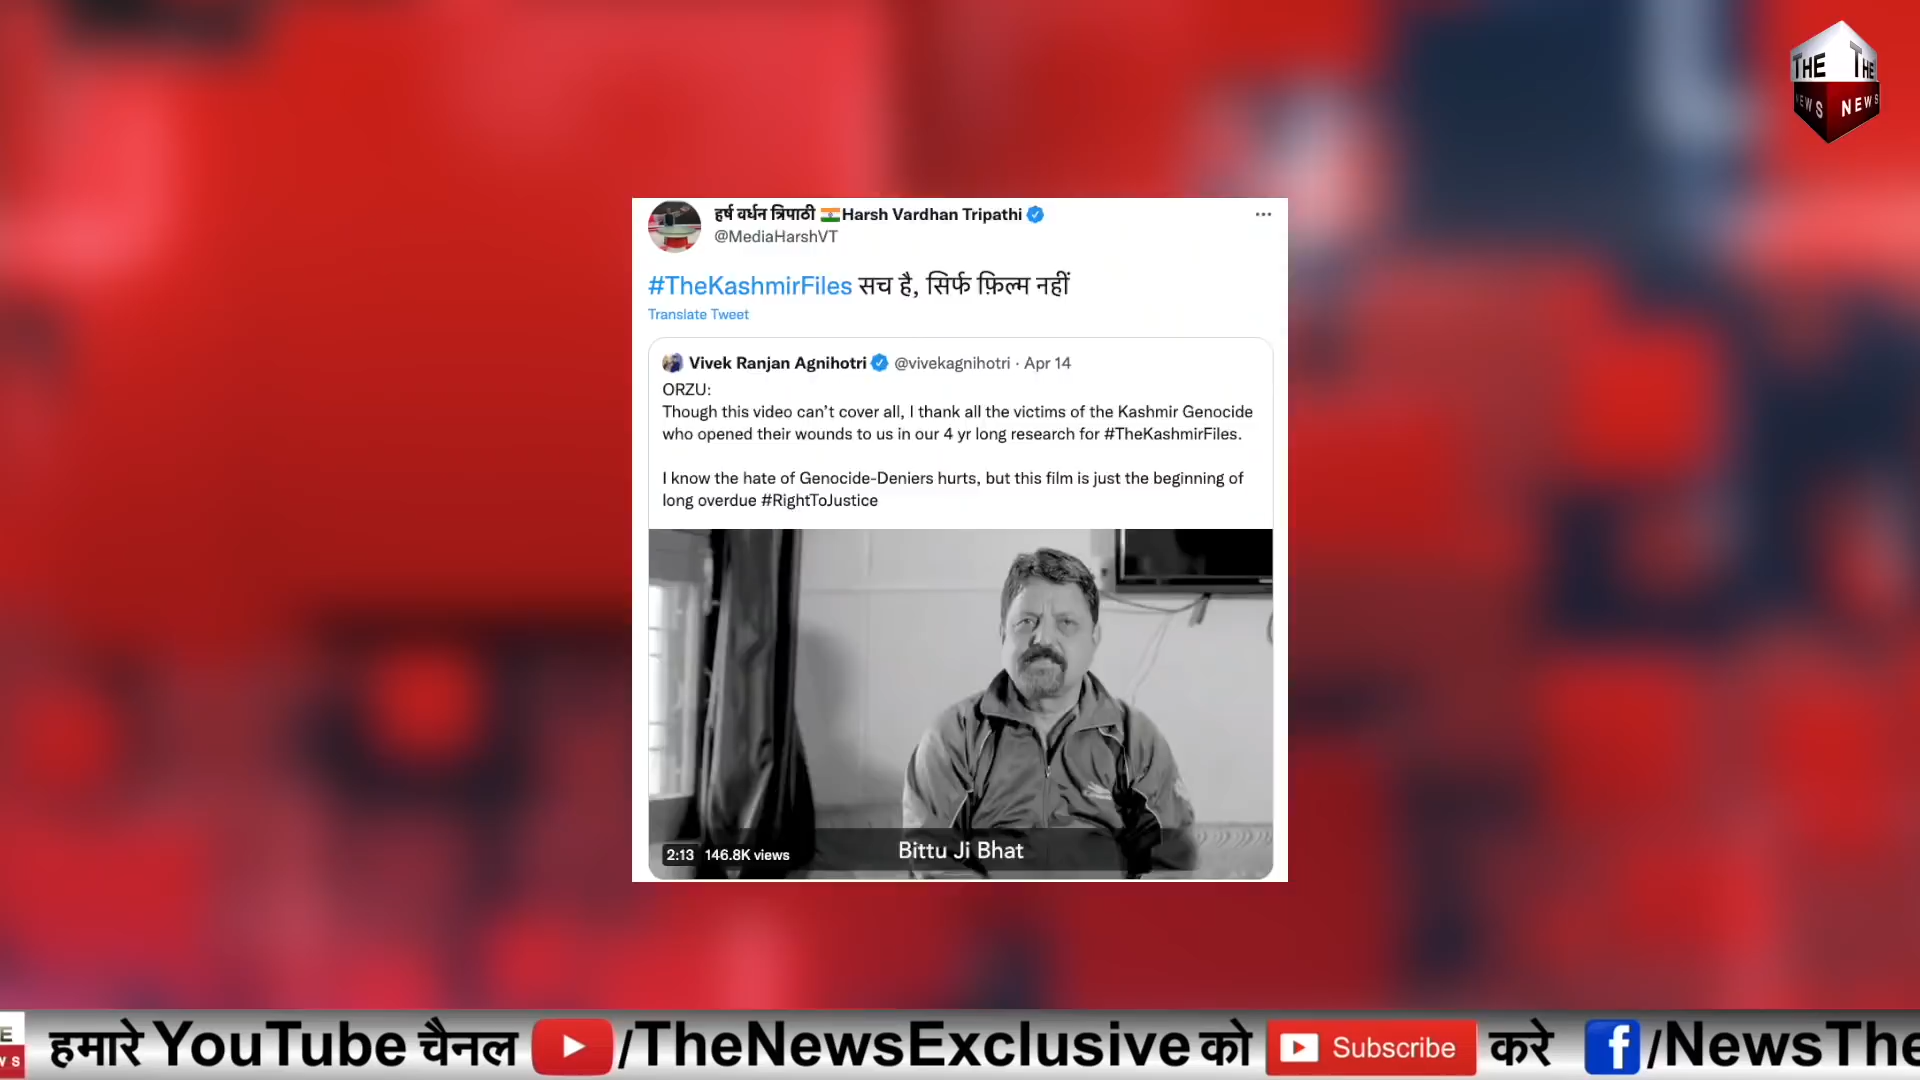 THE THE
NEWS NEWS
हर्ष वर्धन त्रिपाठी 🇮🇳Harsh Vardhan Tripathi
@MediaHarshVT
#TheKashmirFiles सच है, सिर्फ फ़िल्म नहीं
Translate Tweet
Vivek Ranjan Agnihotri @vivekagnihotri · Apr 14
ORZU:
Though this video can’t cover all, I thank all the victims of the Kashmir Genocide
who opened their wounds to us in our 4 yr long research for #TheKashmirFiles.
I know the hate of Genocide-Deniers hurts, but this film is just the beginning of
long overdue #RightToJustice
2:13 146.8K views
Bittu Ji Bhat
हमारे YouTube चैनल /TheNewsExclusive को Subscribe करे f /NewsThe